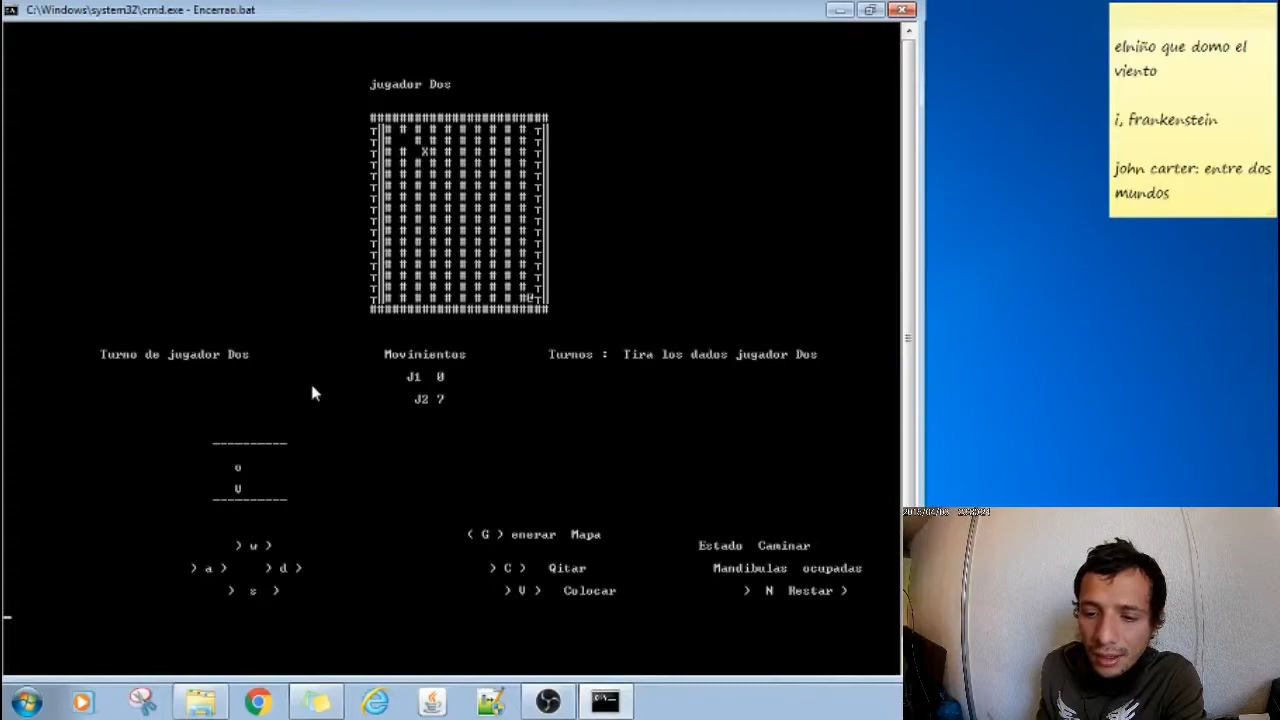 C:\Windows\system32\cmd.exe - Encerrao.bat
elniño que domo el
viento
i, frankenstein
john carter: entre dos
mundos
jugador Dos
Turno de jugador Dos
Movimientos
Turnos : Tira los dados jugador Dos
J1 0
J2 7
o
V
( G ) enerar Mapa
Estado Caminar
> w >
> a > > d >
> C > Qitar
Mandibulas ocupadas
> s >
> V > Colocar
> N Restar >